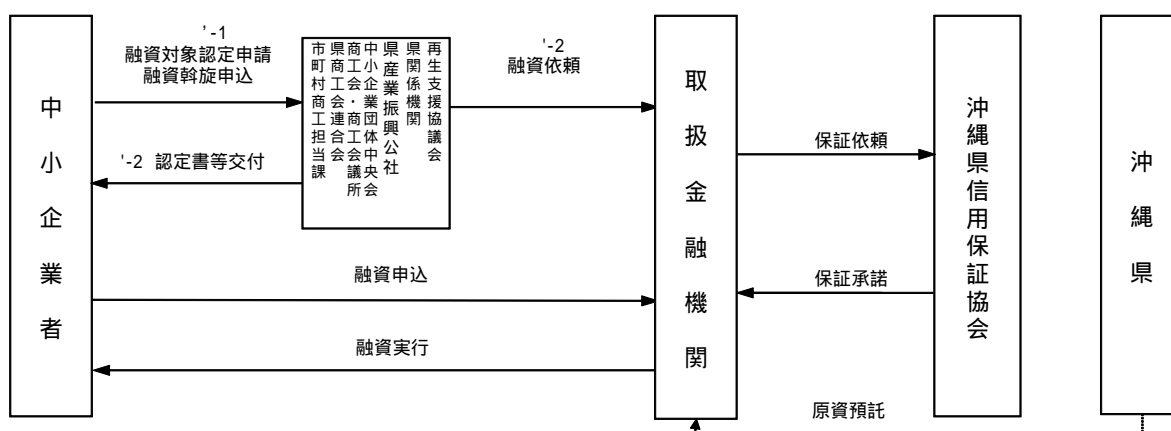 '-1
融資対象認定申請
融資斡旋申込
'-2
融資依頼
再生支援協議会
県関係機関
県産業振興公社
中小企業団体中央会
商工会・商工会議所
県商工会連合会
市町村商工担当課
中小企業者
'-2 認定書等交付
取扱金融機関
保証依頼
沖縄県信用保証協会
沖縄県
融資申込
保証承諾
融資実行
原資預託